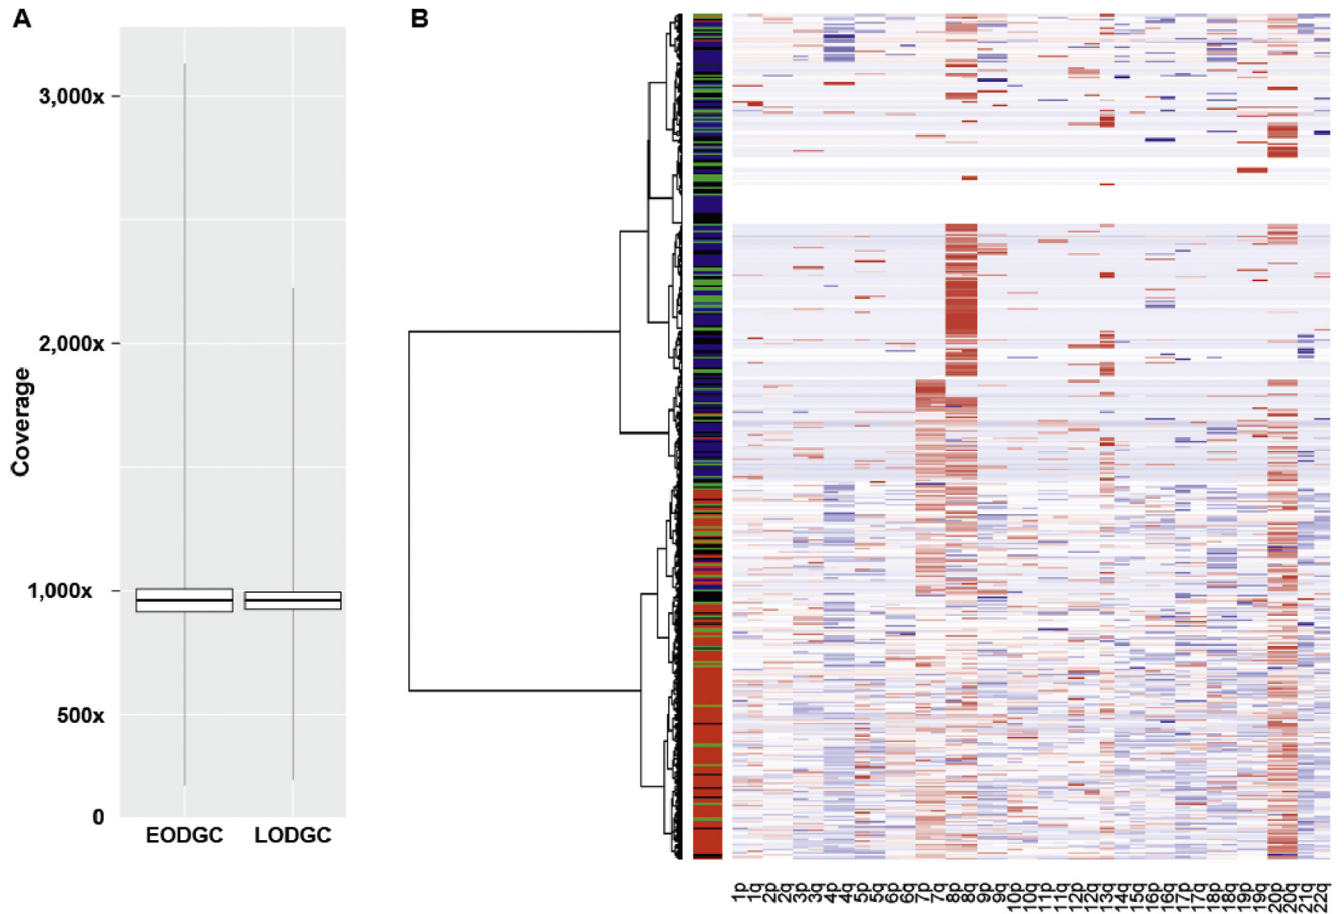 A
B
3,000x
2,000x
1,000x
500x
0
Coverage
EODGC
LODGC
1p
1q
2p
2q
3p
3q
4p
4q
5p
5q
6p
6q
7p
7q
8p
8q
9p
9q
10p
10q
11p
11q
12p
12q
13q
14q
15q
16p
16q
17p
17q
18p
18q
19p
19q
20p
20q
21q
22q